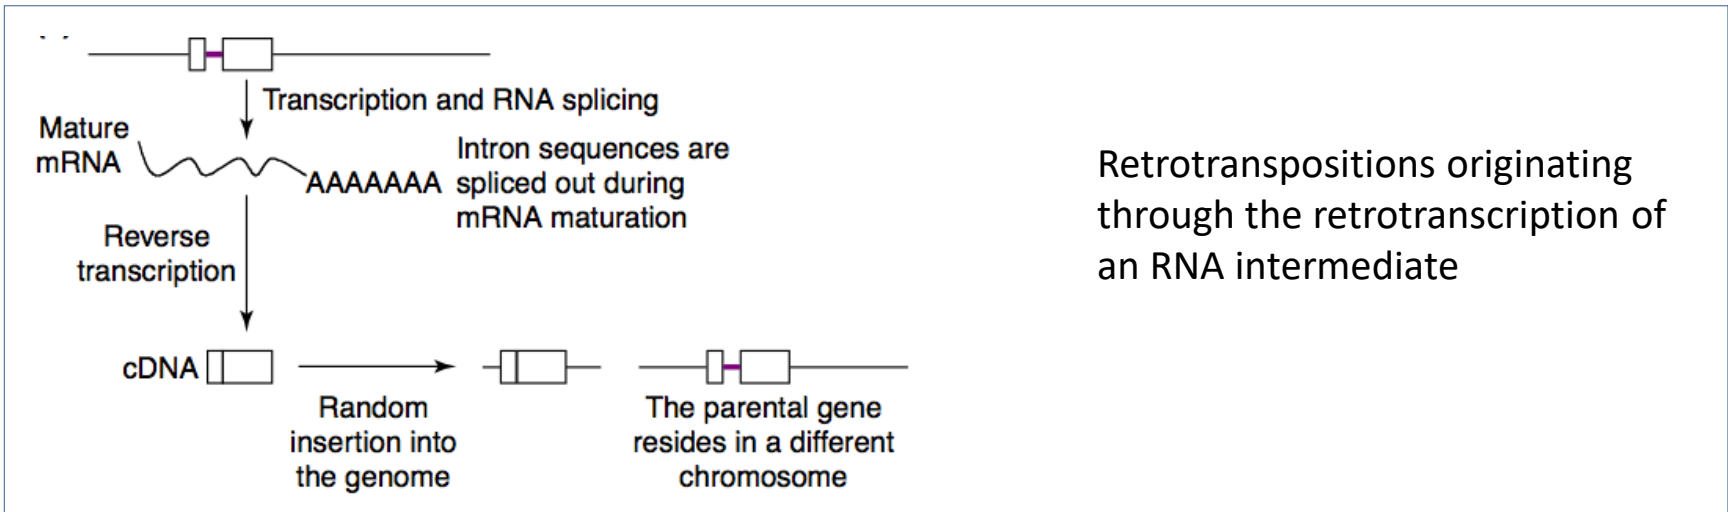 Transcription and RNA splicing
Mature
mRNA
AAAAAAA
Intron sequences are
spliced out during
mRNA maturation
Reverse
transcription
cDNA
Random
insertion into
the genome
The parental gene
resides in a different
chromosome
Retrotranspositions originating
through the retrotranscription of
an RNA intermediate